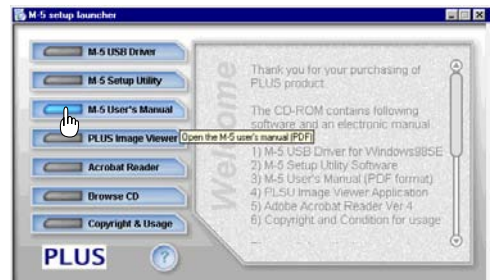 M-5 setup launcher
M-5 USB Driver
M-5 Setup Utility
M-5 User's Manual
Open the M-5 user's manual (PDF)
PLUS Image Viewer
Acrobat Reader
Browse CD
Copyright & Usage
PLUS
?
Welcome
Thank you for your purchasing of
PLUS product.
The CD-ROM contains following
software and an electronic manual
1) M-5 USB Driver for Windows98SE
2) M-5 Setup Utility Software
3) M-5 User's Manual (PDF format)
4) PLSU Image Viewer Application
5) Adobe Acrobat Reader Ver 4
6) Copyright and Condition for usage